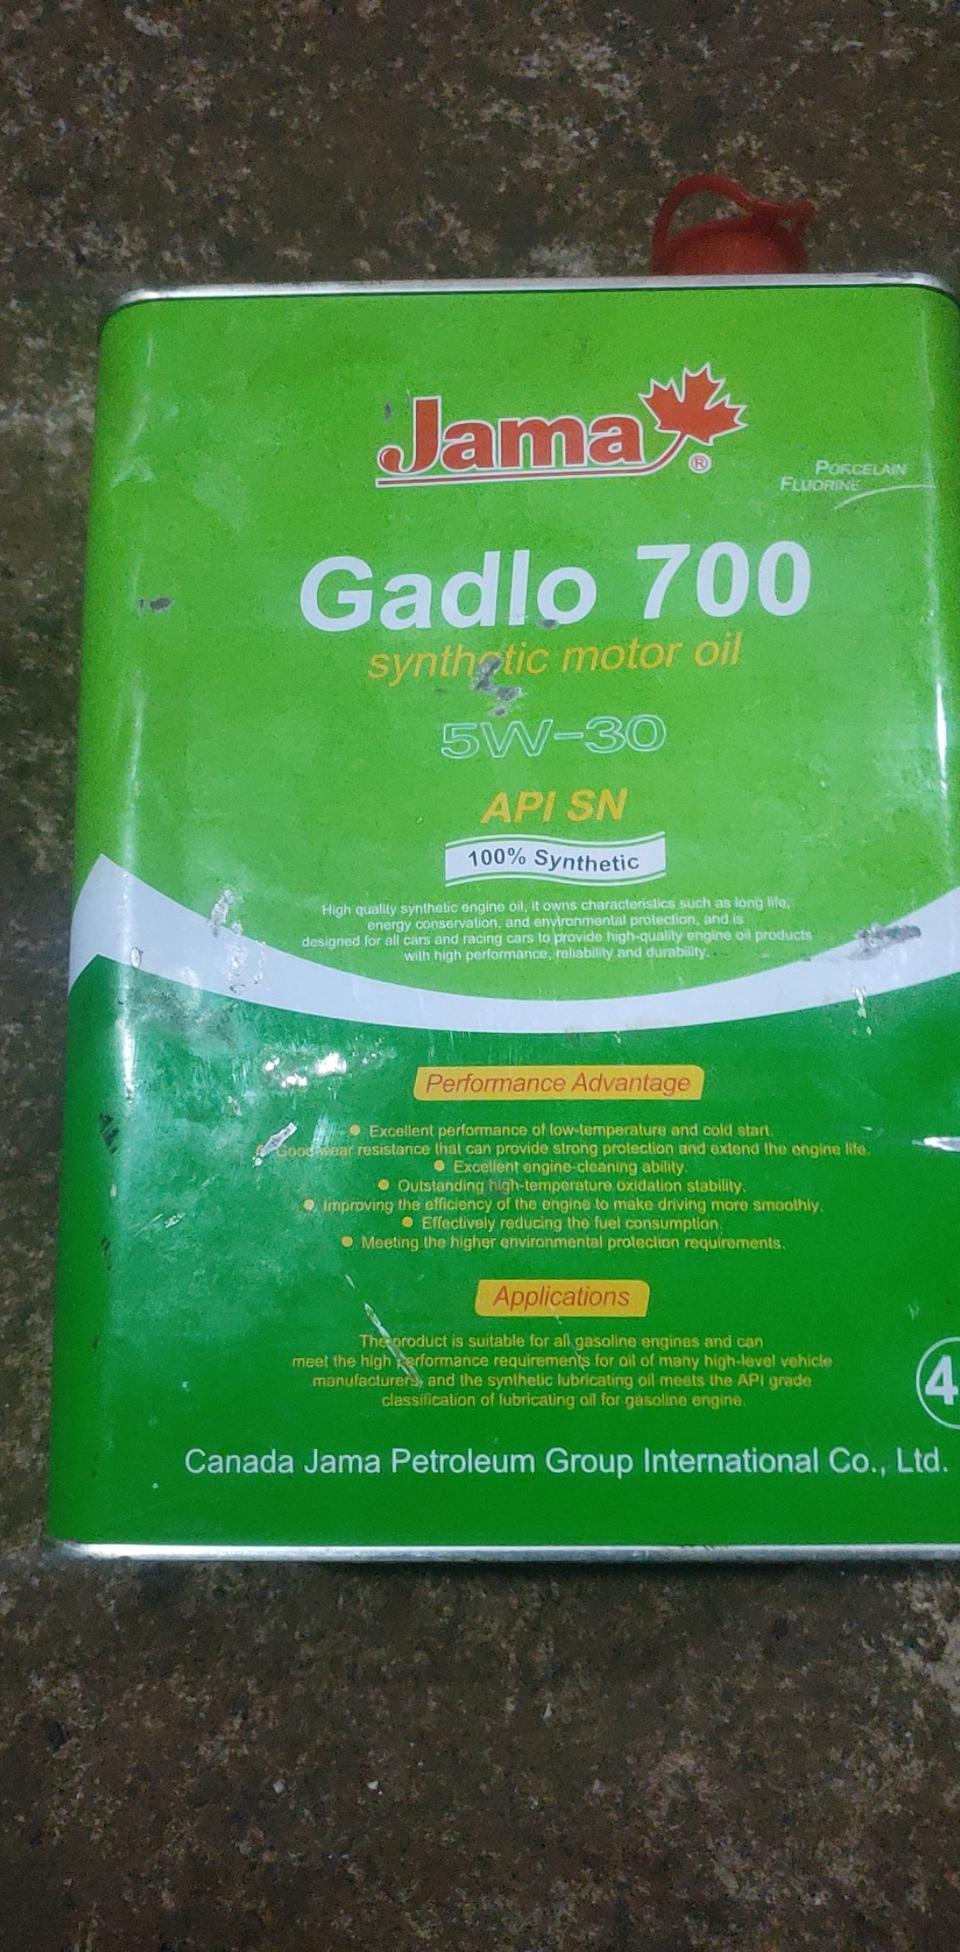 Jama
®
PORCELAIN
FLUORINE
Gadlo 700
synthetic motor oil
5W-30
API SN
100% Synthetic
High quality synthetic engine oil, it owns characteristics such as long life,
energy conservation, and environmental protection, and is
designed for all cars and racing cars to provide high-quality engine oil products
with high performance, reliability and durability.
Performance Advantage
● Excellent performance of low-temperature and cold start.
Good wear resistance that can provide strong protection and extend the engine life.
● Excellent engine-cleaning ability.
● Outstanding high-temperature oxidation stability.
● Improving the efficiency of the engine to make driving more smoothly.
● Effectively reducing the fuel consumption.
● Meeting the higher environmental protection requirements.
Applications
The product is suitable for all gasoline engines and can
meet the high performance requirements for oil of many high-level vehicle
manufacturers, and the synthetic lubricating oil meets the API grade
classification of lubricating oil for gasoline engine.
4
Canada Jama Petroleum Group International Co., Ltd.